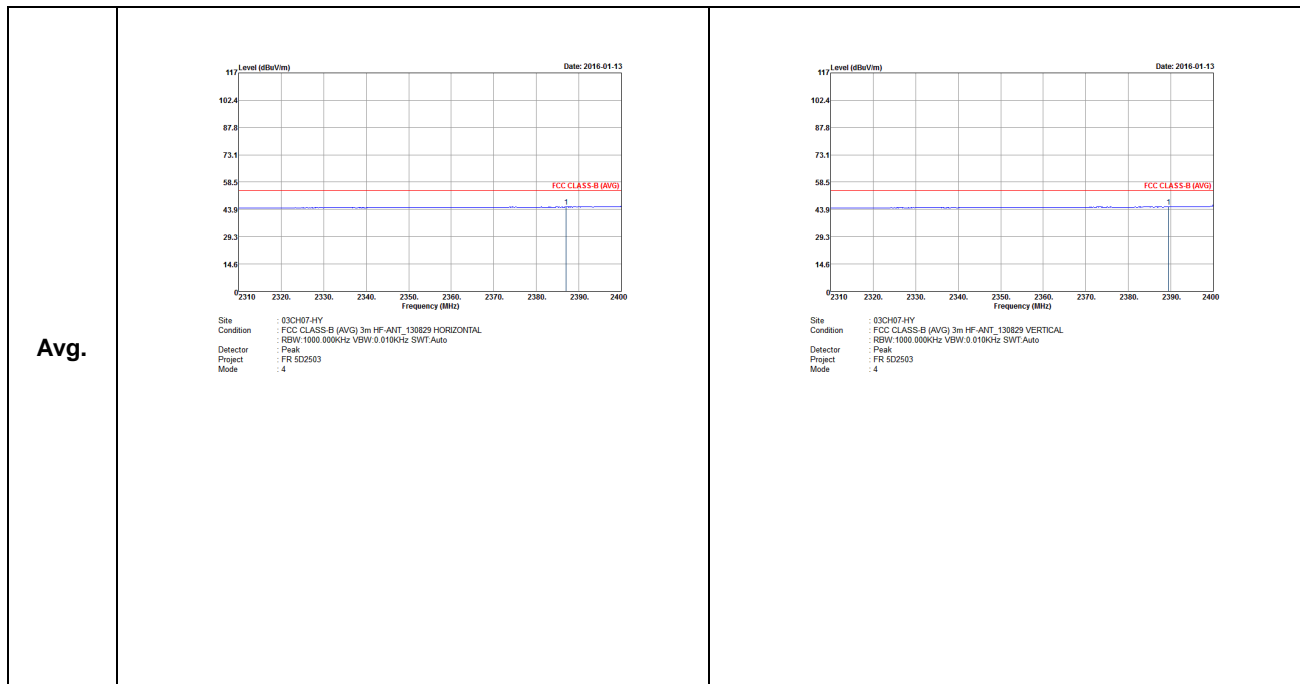 Avg.
Level (dBuV/m)
Date: 2016-01-13
117
102.4
87.8
73.1
58.5
FCC CLASS-B (AVG)
1
43.9
29.3
14.6
0
2310 2320. 2330. 2340. 2350. 2360. 2370. 2380. 2390. 2400
Frequency (MHz)
Site : 03CH07-HY
Condition : FCC CLASS-B (AVG) 3m HF-ANT_130829 HORIZONTAL
: RBW:1000.000KHz VBW:0.010KHz SWT:Auto
Detector : Peak
Project : FR 5D2503
Mode : 4
Level (dBuV/m)
Date: 2016-01-13
117
102.4
87.8
73.1
58.5
FCC CLASS-B (AVG)
1
43.9
29.3
14.6
0
2310 2320. 2330. 2340. 2350. 2360. 2370. 2380. 2390. 2400
Frequency (MHz)
Site : 03CH07-HY
Condition : FCC CLASS-B (AVG) 3m HF-ANT_130829 VERTICAL
: RBW:1000.000KHz VBW:0.010KHz SWT:Auto
Detector : Peak
Project : FR 5D2503
Mode : 4